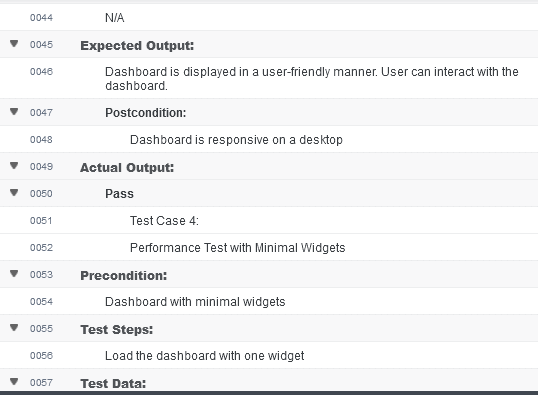 0044 N/A
0045 Expected Output:
0046 Dashboard is displayed in a user-friendly manner. User can interact with the
dashboard.
0047 Postcondition:
0048 Dashboard is responsive on a desktop
0049 Actual Output:
0050 Pass
0051 Test Case 4:
0052 Performance Test with Minimal Widgets
0053 Precondition:
0054 Dashboard with minimal widgets
0055 Test Steps:
0056 Load the dashboard with one widget
0057 Test Data: